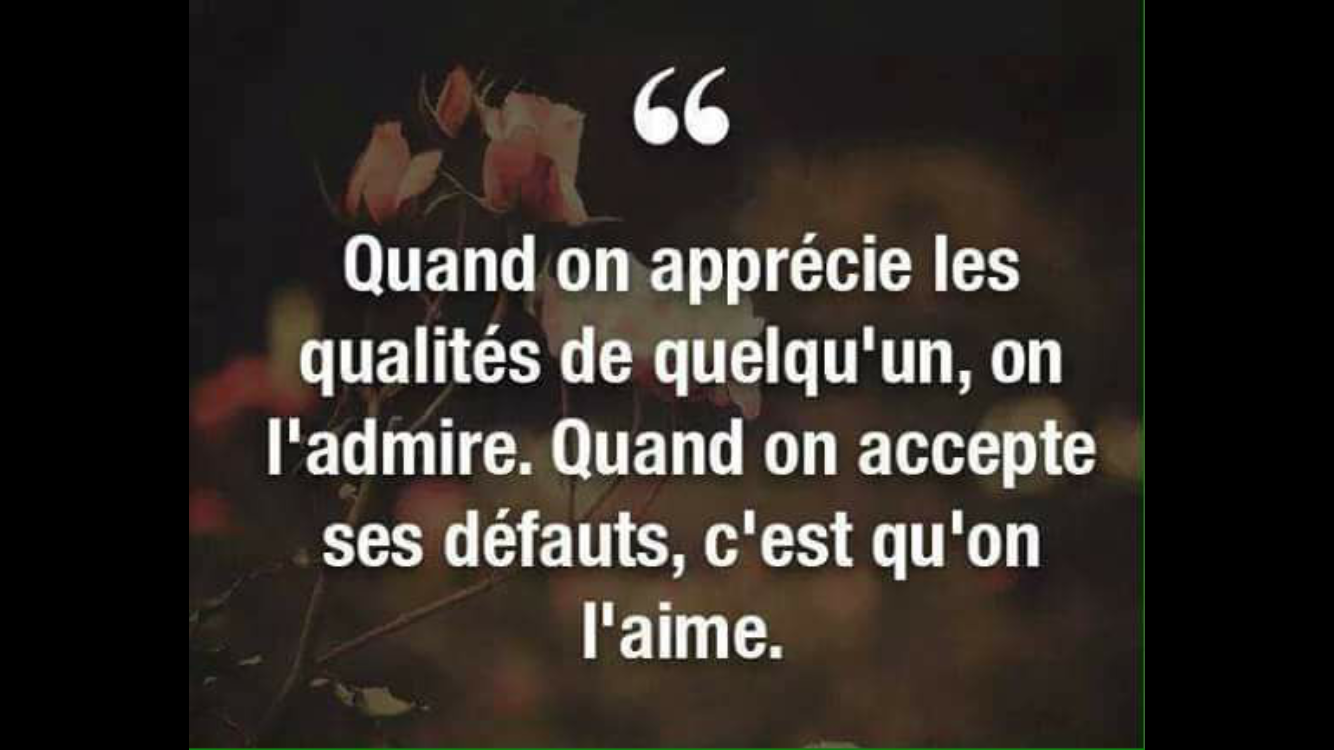 “
Quand on apprécie les
qualités de quelqu'un, on
l'admire. Quand on accepte
ses défauts, c'est qu'on
l'aime.